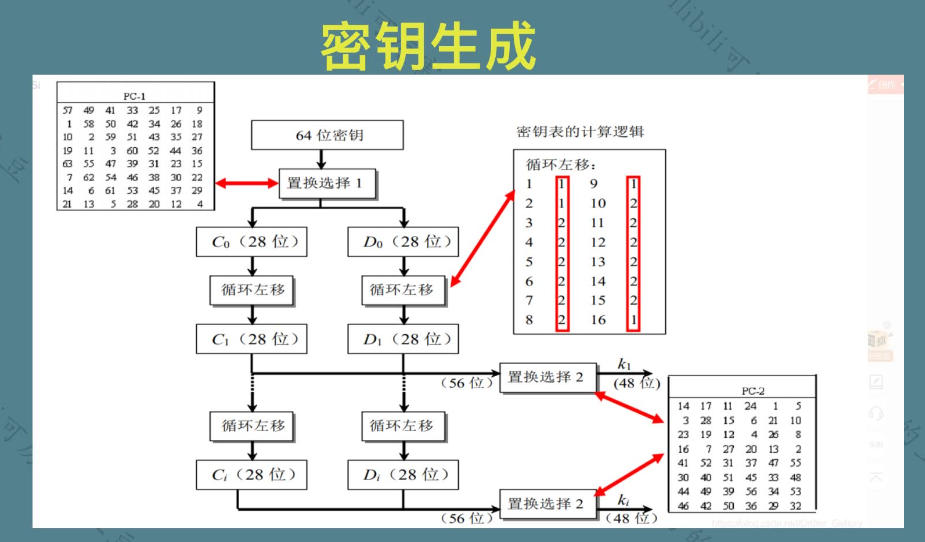 密钥生成
PC-1
57 49 41 33 25 17 9
1 58 50 42 34 26 18
10 2 59 51 43 35 27
19 11 3 60 52 44 36
63 55 47 39 31 23 15
7 62 54 46 38 30 22
14 6 61 53 45 37 29
21 13 5 28 20 12 4
64 位密钥
置换选择 1
C0（28 位）
D0（28 位）
循环左移
循环左移
C1（28 位）
D1（28 位）
密钥表的计算逻辑
循环左移：
1 1 9 1
2 1 10 2
3 2 11 2
4 2 12 2
5 2 13 2
6 2 14 2
7 2 15 2
8 2 16 1
（56 位）
置换选择 2
k1
(48 位)
循环左移
循环左移
Ci（28 位）
Di（28 位）
（56 位）
置换选择 2
ki
(48 位)
PC-2
14 17 11 24 1 5
3 28 15 6 21 10
23 19 12 4 26 8
16 7 27 20 13 2
41 52 31 37 47 55
30 40 51 45 33 48
44 49 39 56 34 53
46 42 50 36 29 32